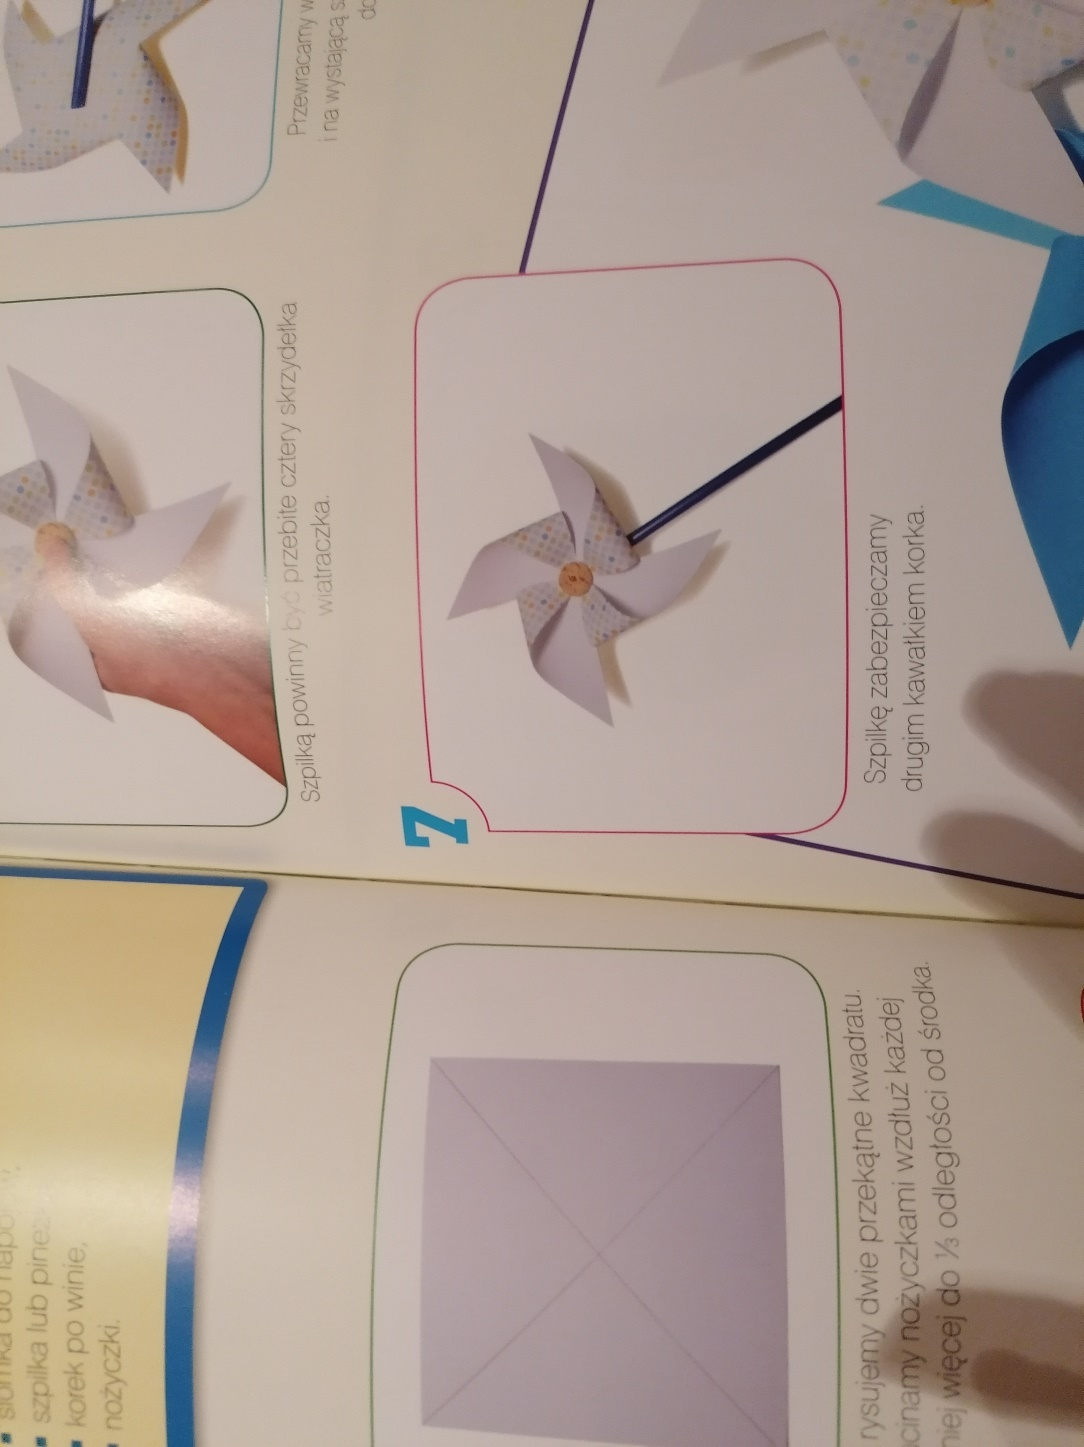 szpilka lub
korek po winie,
nożyczki.
rysujemy dwie przekątne kwadratu.
cinamy nożyczkami wzdłuż każdej
niej więcej do ⅓ odległości od środka.
Szpilką powinny być przebite cztery skrzydełka
wiatraczka.
Przewracamy
i na wystającą
7
Szpilkę zabezpieczamy
drugim kawałkiem korka.